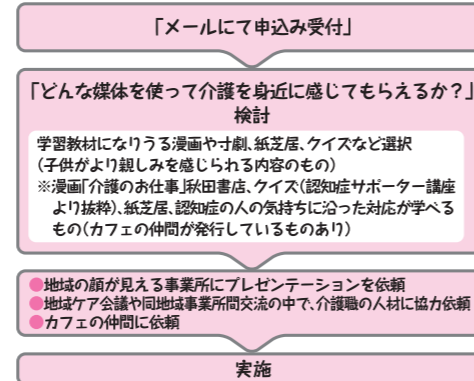 「メールにて申込み受付」
「どんな媒体を使って介護を身近に感じてもらえるか？」
検討
学習教材になりうる漫画や寸劇、紙芝居、クイズなど選択
(子供がより親しみを感じられる内容のもの)
※漫画「介護のお仕事」秋田書店、クイズ(認知症サポーター講座
より抜粋)、紙芝居、認知症の人の気持ちに沿った対応が学べる
もの(カフェの仲間が発行しているものあり)
●地域の顔が見える事業所にプレゼンテーションを依頼
●地域ケア会議や同地域事業所間交流の中で、介護職の人材に協力依頼
●カフェの仲間に依頼
実施